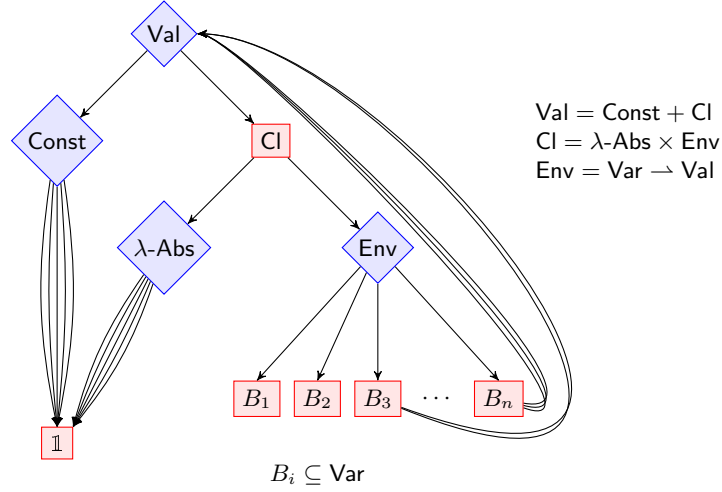 Val
Const
Cl
Val = Const + Cl
Cl = λ-Abs × Env
Env = Var ⇀ Val
λ-Abs
Env
B₁ B₂ B₃ ⋯ Bₙ
𝟙
Bᵢ ⊆ Var